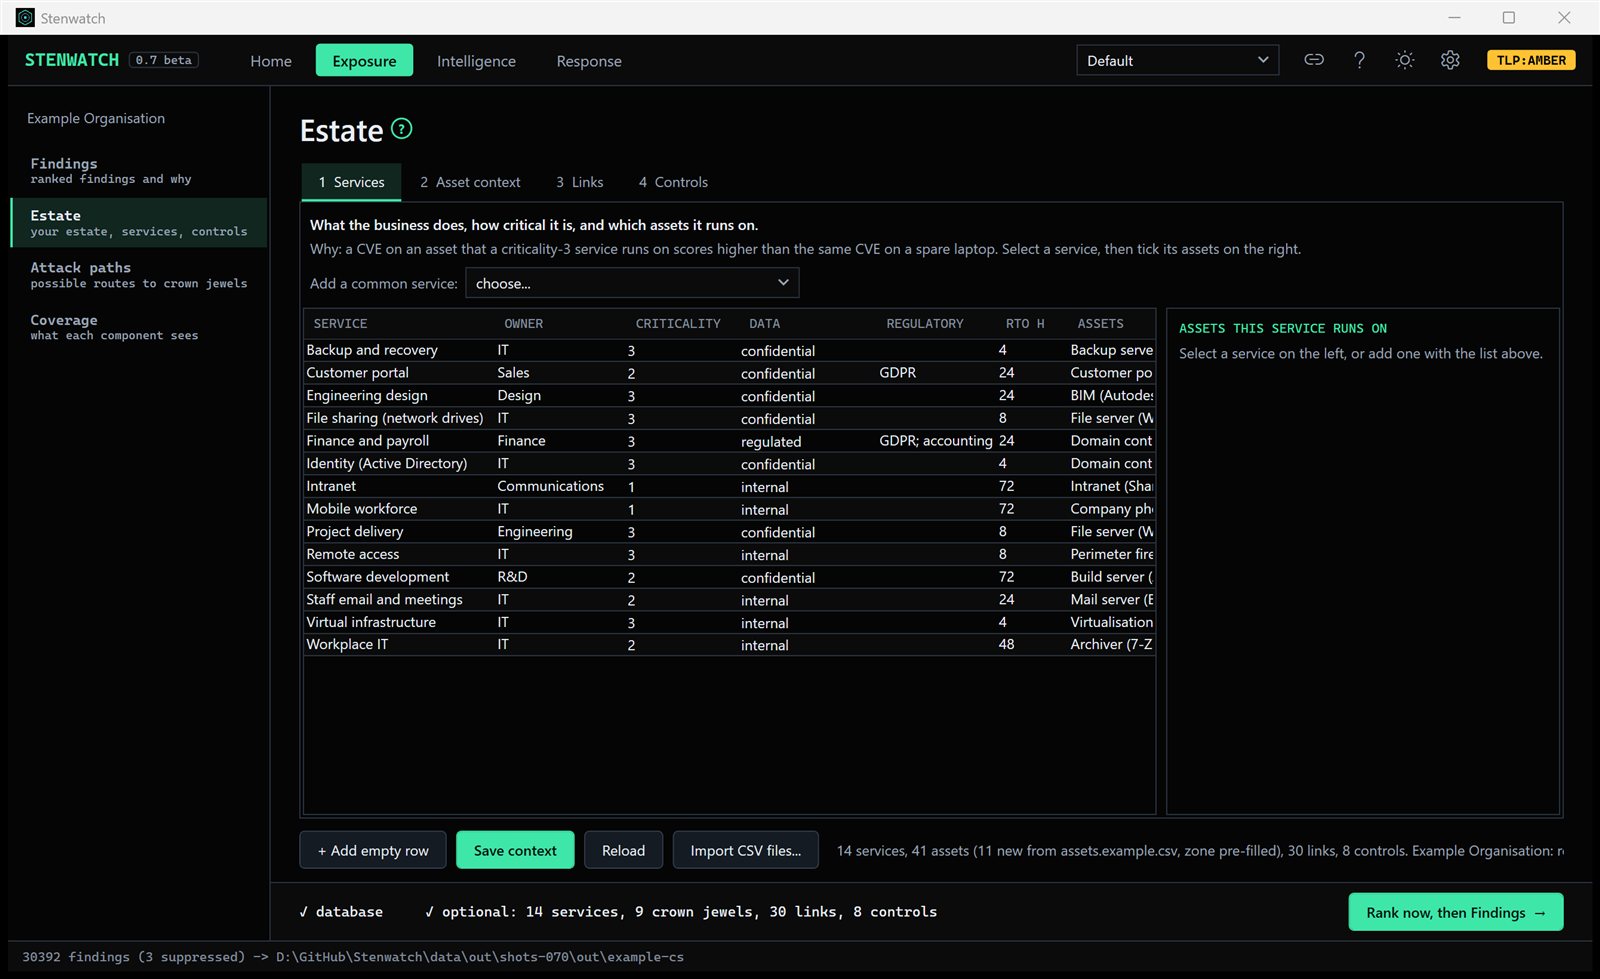 Stenwatch
STENWATCH 0.7 beta Home Exposure Intelligence Response Default ? TLP:AMBER
Example Organisation
Findings
ranked findings and why
Estate
your estate, services, controls
Attack paths
possible routes to crown jewels
Coverage
what each component sees
Estate ?
1 Services 2 Asset context 3 Links 4 Controls
What the business does, how critical it is, and which assets it runs on.
Why: a CVE on an asset that a criticality-3 service runs on scores higher than the same CVE on a spare laptop. Select a service, then tick its assets on the right.
Add a common service: choose...
SERVICE OWNER CRITICALITY DATA REGULATORY RTO H ASSETS
Backup and recovery IT 3 confidential 4 Backup serve
Customer portal Sales 2 confidential GDPR 24 Customer po
Engineering design Design 3 confidential 24 BIM (Autodes
File sharing (network drives) IT 3 confidential 8 File server (W
Finance and payroll Finance 3 regulated GDPR; accounting 24 Domain cont
Identity (Active Directory) IT 3 confidential 4 Domain cont
Intranet Communications 1 internal 72 Intranet (Sha
Mobile workforce IT 1 internal 72 Company pho
Project delivery Engineering 3 confidential 8 File server (W
Remote access IT 3 internal 8 Perimeter fire
Software development R&D 2 confidential 72 Build server (
Staff email and meetings IT 2 internal 24 Mail server (E
Virtual infrastructure IT 3 internal 4 Virtualisation
Workplace IT IT 2 internal 48 Archiver (7-Z
ASSETS THIS SERVICE RUNS ON
Select a service on the left, or add one with the list above.
+ Add empty row Save context Reload Import CSV files... 14 services, 41 assets (11 new from assets.example.csv, zone pre-filled), 30 links, 8 controls. Example Organisation: r
✓ database ✓ optional: 14 services, 9 crown jewels, 30 links, 8 controls Rank now, then Findings →
30392 findings (3 suppressed) -> D:\GitHub\Stenwatch\data\out\shots-070\out\example-cs